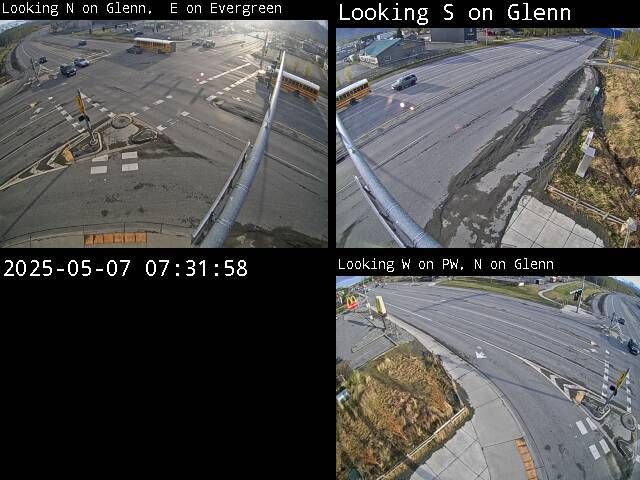 Looking N on Glenn,  E on Evergreen
Looking S on Glenn
2025-05-07 07:31:58
Looking W on PW, N on Glenn